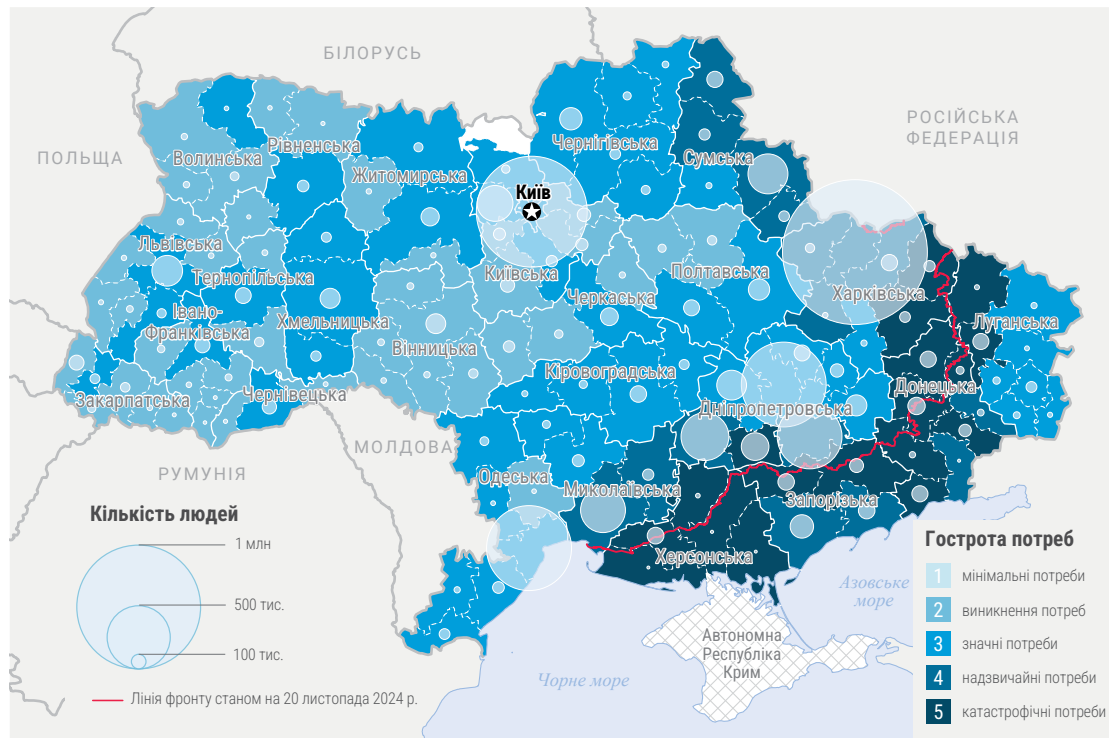 БІЛОРУСЬ
РОСІЙСЬКА
ФЕДЕРАЦІЯ
ПОЛЬЩА
Волинська
Рівненська
Житомирська
Чернігівська
Сумська
Київ
Львівська
Тернопільська
Київська
Полтавська
Харківська
Івано-
Франківська
Хмельницька
Черкаська
Луганська
Вінницька
Кіровоградська
Закарпатська
Чернівецька
Дніпропетровська
Донецька
МОЛДОВА
РУМУНІЯ
Одеська
Миколаївська
Запорізька
Херсонська
Азовське
море
Автономна
Республіка
Крим
Чорне море
Кількість людей
1 млн
500 тис.
100 тис.
Лінія фронту станом на 20 листопада 2024 р.
Гострота потреб
1 мінімальні потреби
2 виникнення потреб
3 значні потреби
4 надзвичайні потреби
5 катастрофічні потреби